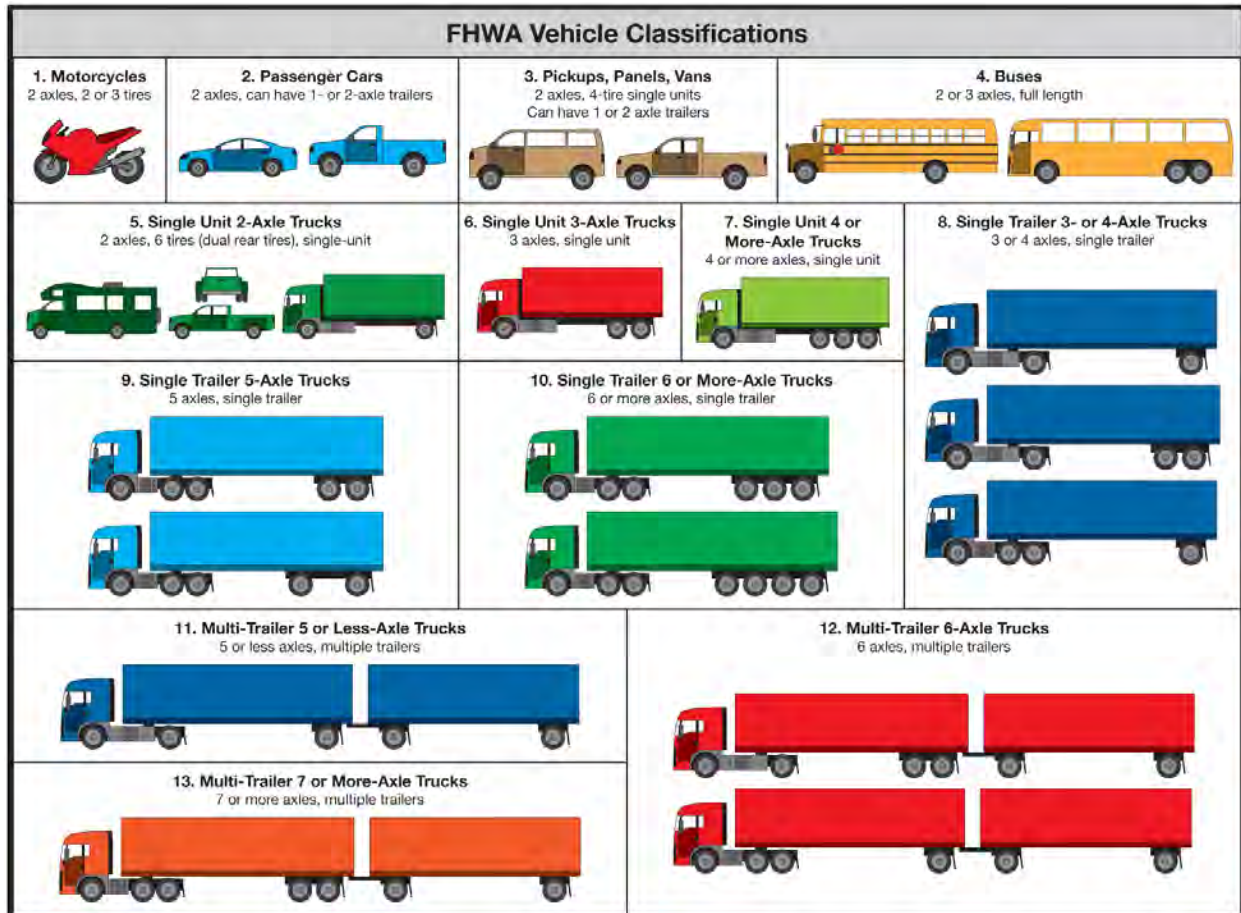 FHWA Vehicle Classifications
1. Motorcycles
2 axles, 2 or 3 tires
2. Passenger Cars
2 axles, can have 1- or 2-axle trailers
3. Pickups, Panels, Vans
2 axles, 4-tire single units
Can have 1 or 2 axle trailers
4. Buses
2 or 3 axles, full length
5. Single Unit 2-Axle Trucks
2 axles, 6 tires (dual rear tires), single-unit
6. Single Unit 3-Axle Trucks
3 axles, single unit
7. Single Unit 4 or
More-Axle Trucks
4 or more axles, single unit
8. Single Trailer 3- or 4-Axle Trucks
3 or 4 axles, single trailer
9. Single Trailer 5-Axle Trucks
5 axles, single trailer
10. Single Trailer 6 or More-Axle Trucks
6 or more axles, single trailer
11. Multi-Trailer 5 or Less-Axle Trucks
5 or less axles, multiple trailers
12. Multi-Trailer 6-Axle Trucks
6 axles, multiple trailers
13. Multi-Trailer 7 or More-Axle Trucks
7 or more axles, multiple trailers